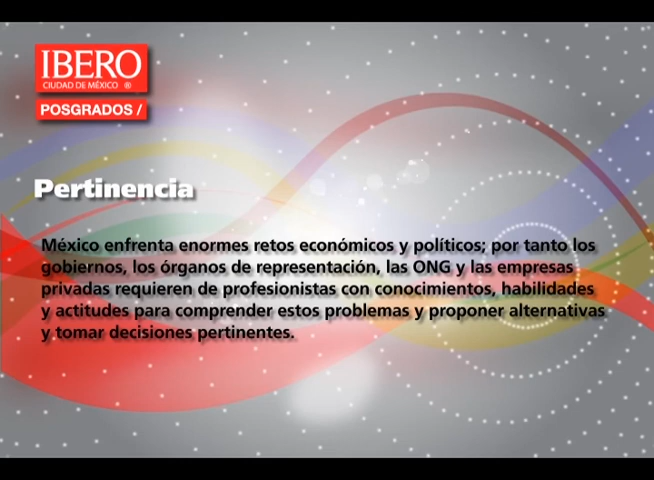 IBERO
CIUDAD DE MÉXICO ®
POSGRADOS /
Pertinencia
México enfrenta enormes retos económicos y políticos; por tanto los
gobiernos, los órganos de representación, las ONG y las empresas
privadas requieren de profesionistas con conocimientos, habilidades
y actitudes para comprender estos problemas y proponer alternativas
y tomar decisiones pertinentes.